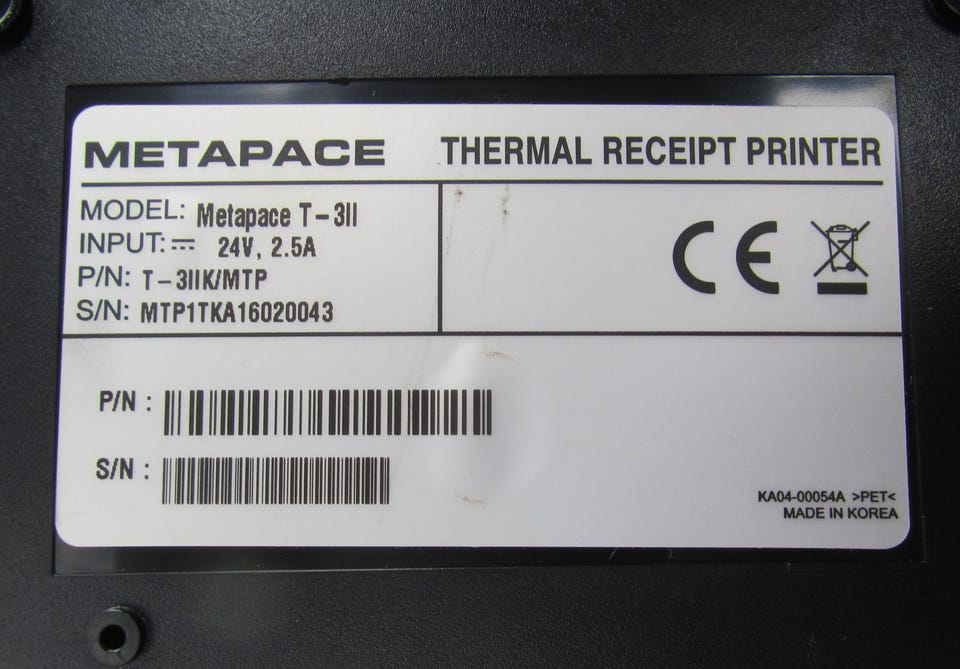 METAPACE THERMAL RECEIPT PRINTER
MODEL: Metapace T-3II
INPUT: ⎓ 24V, 2.5A
P/N: T-3IIK/MTP
S/N: MTP1TKA16020043
CE
P/N :
S/N :
KA04-00054A >PET<
MADE IN KOREA